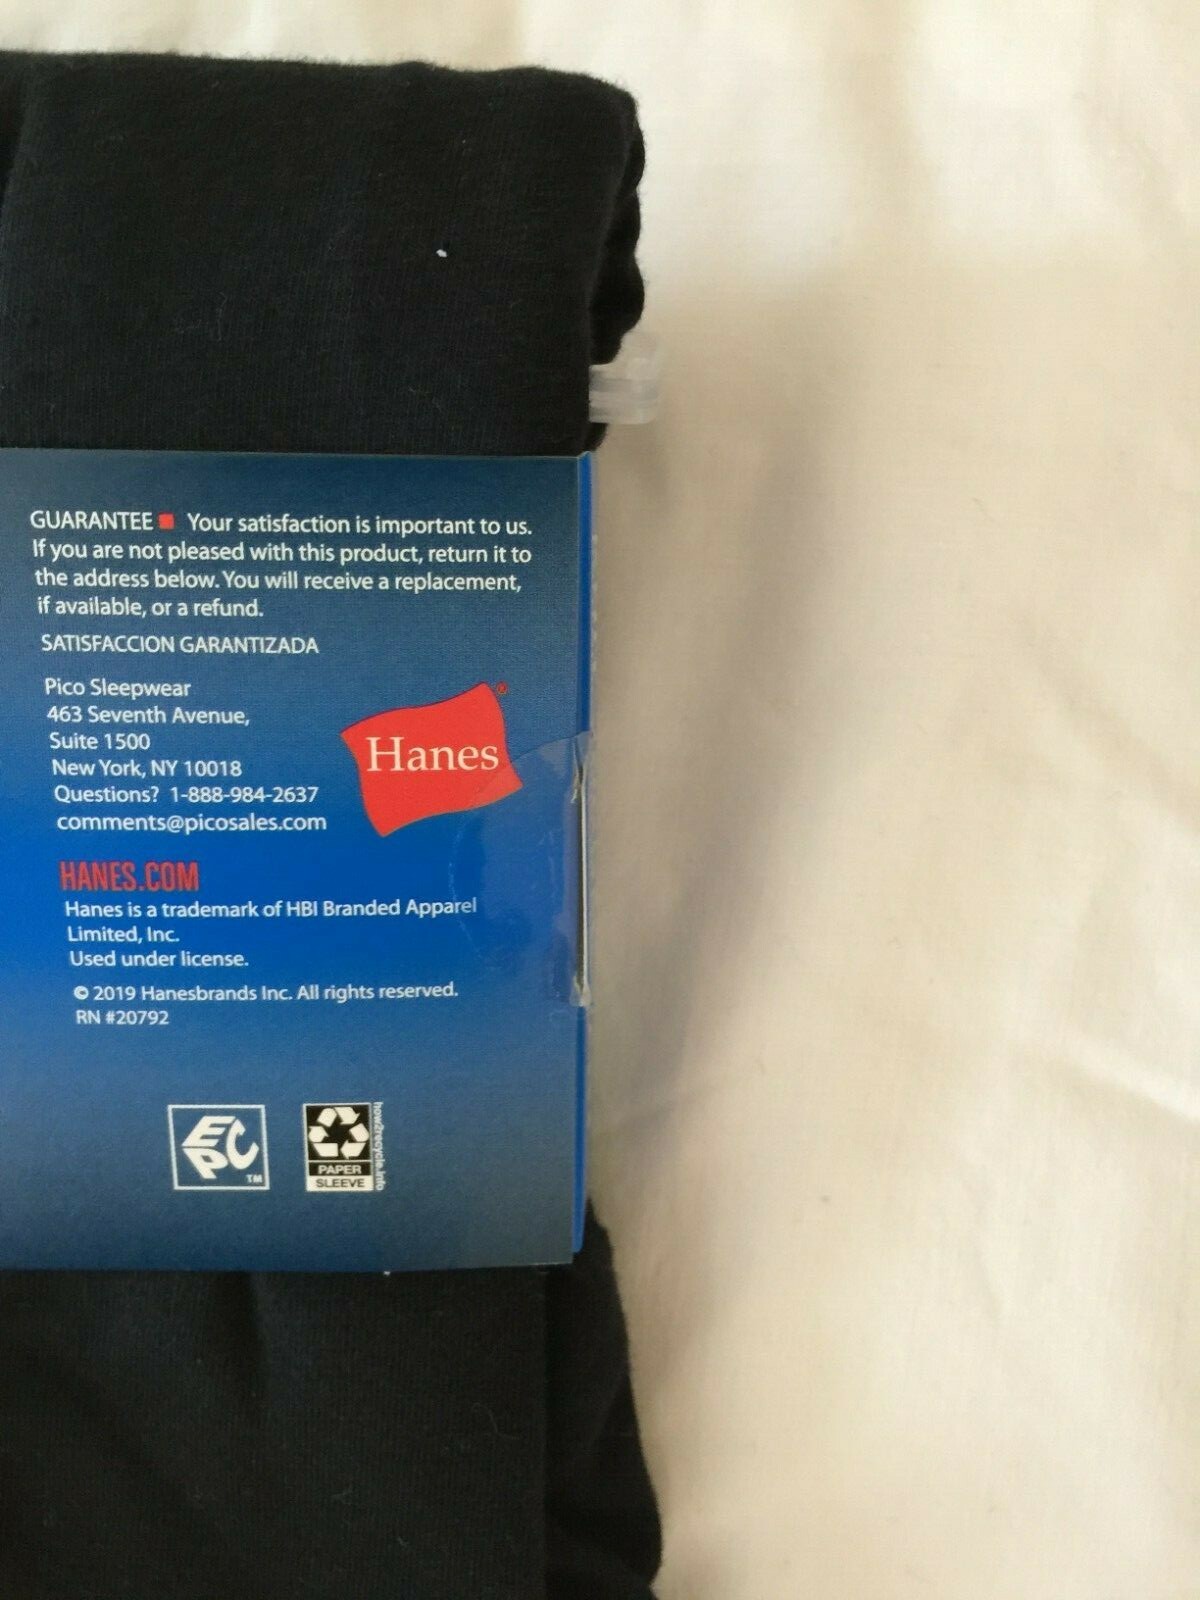 GUARANTEE ■ Your satisfaction is important to us.
If you are not pleased with this product, return it to
the address below. You will receive a replacement,
if available, or a refund.
SATISFACCION GARANTIZADA
Pico Sleepwear
463 Seventh Avenue,
Suite 1500
New York, NY 10018
Questions? 1-888-984-2637
comments@picosales.com
Hanes®
HANES.COM
Hanes is a trademark of HBI Branded Apparel
Limited, Inc.
Used under license.
© 2019 Hanesbrands Inc. All rights reserved.
RN #20792
EPC™
how2recycle.info
PAPER
SLEEVE